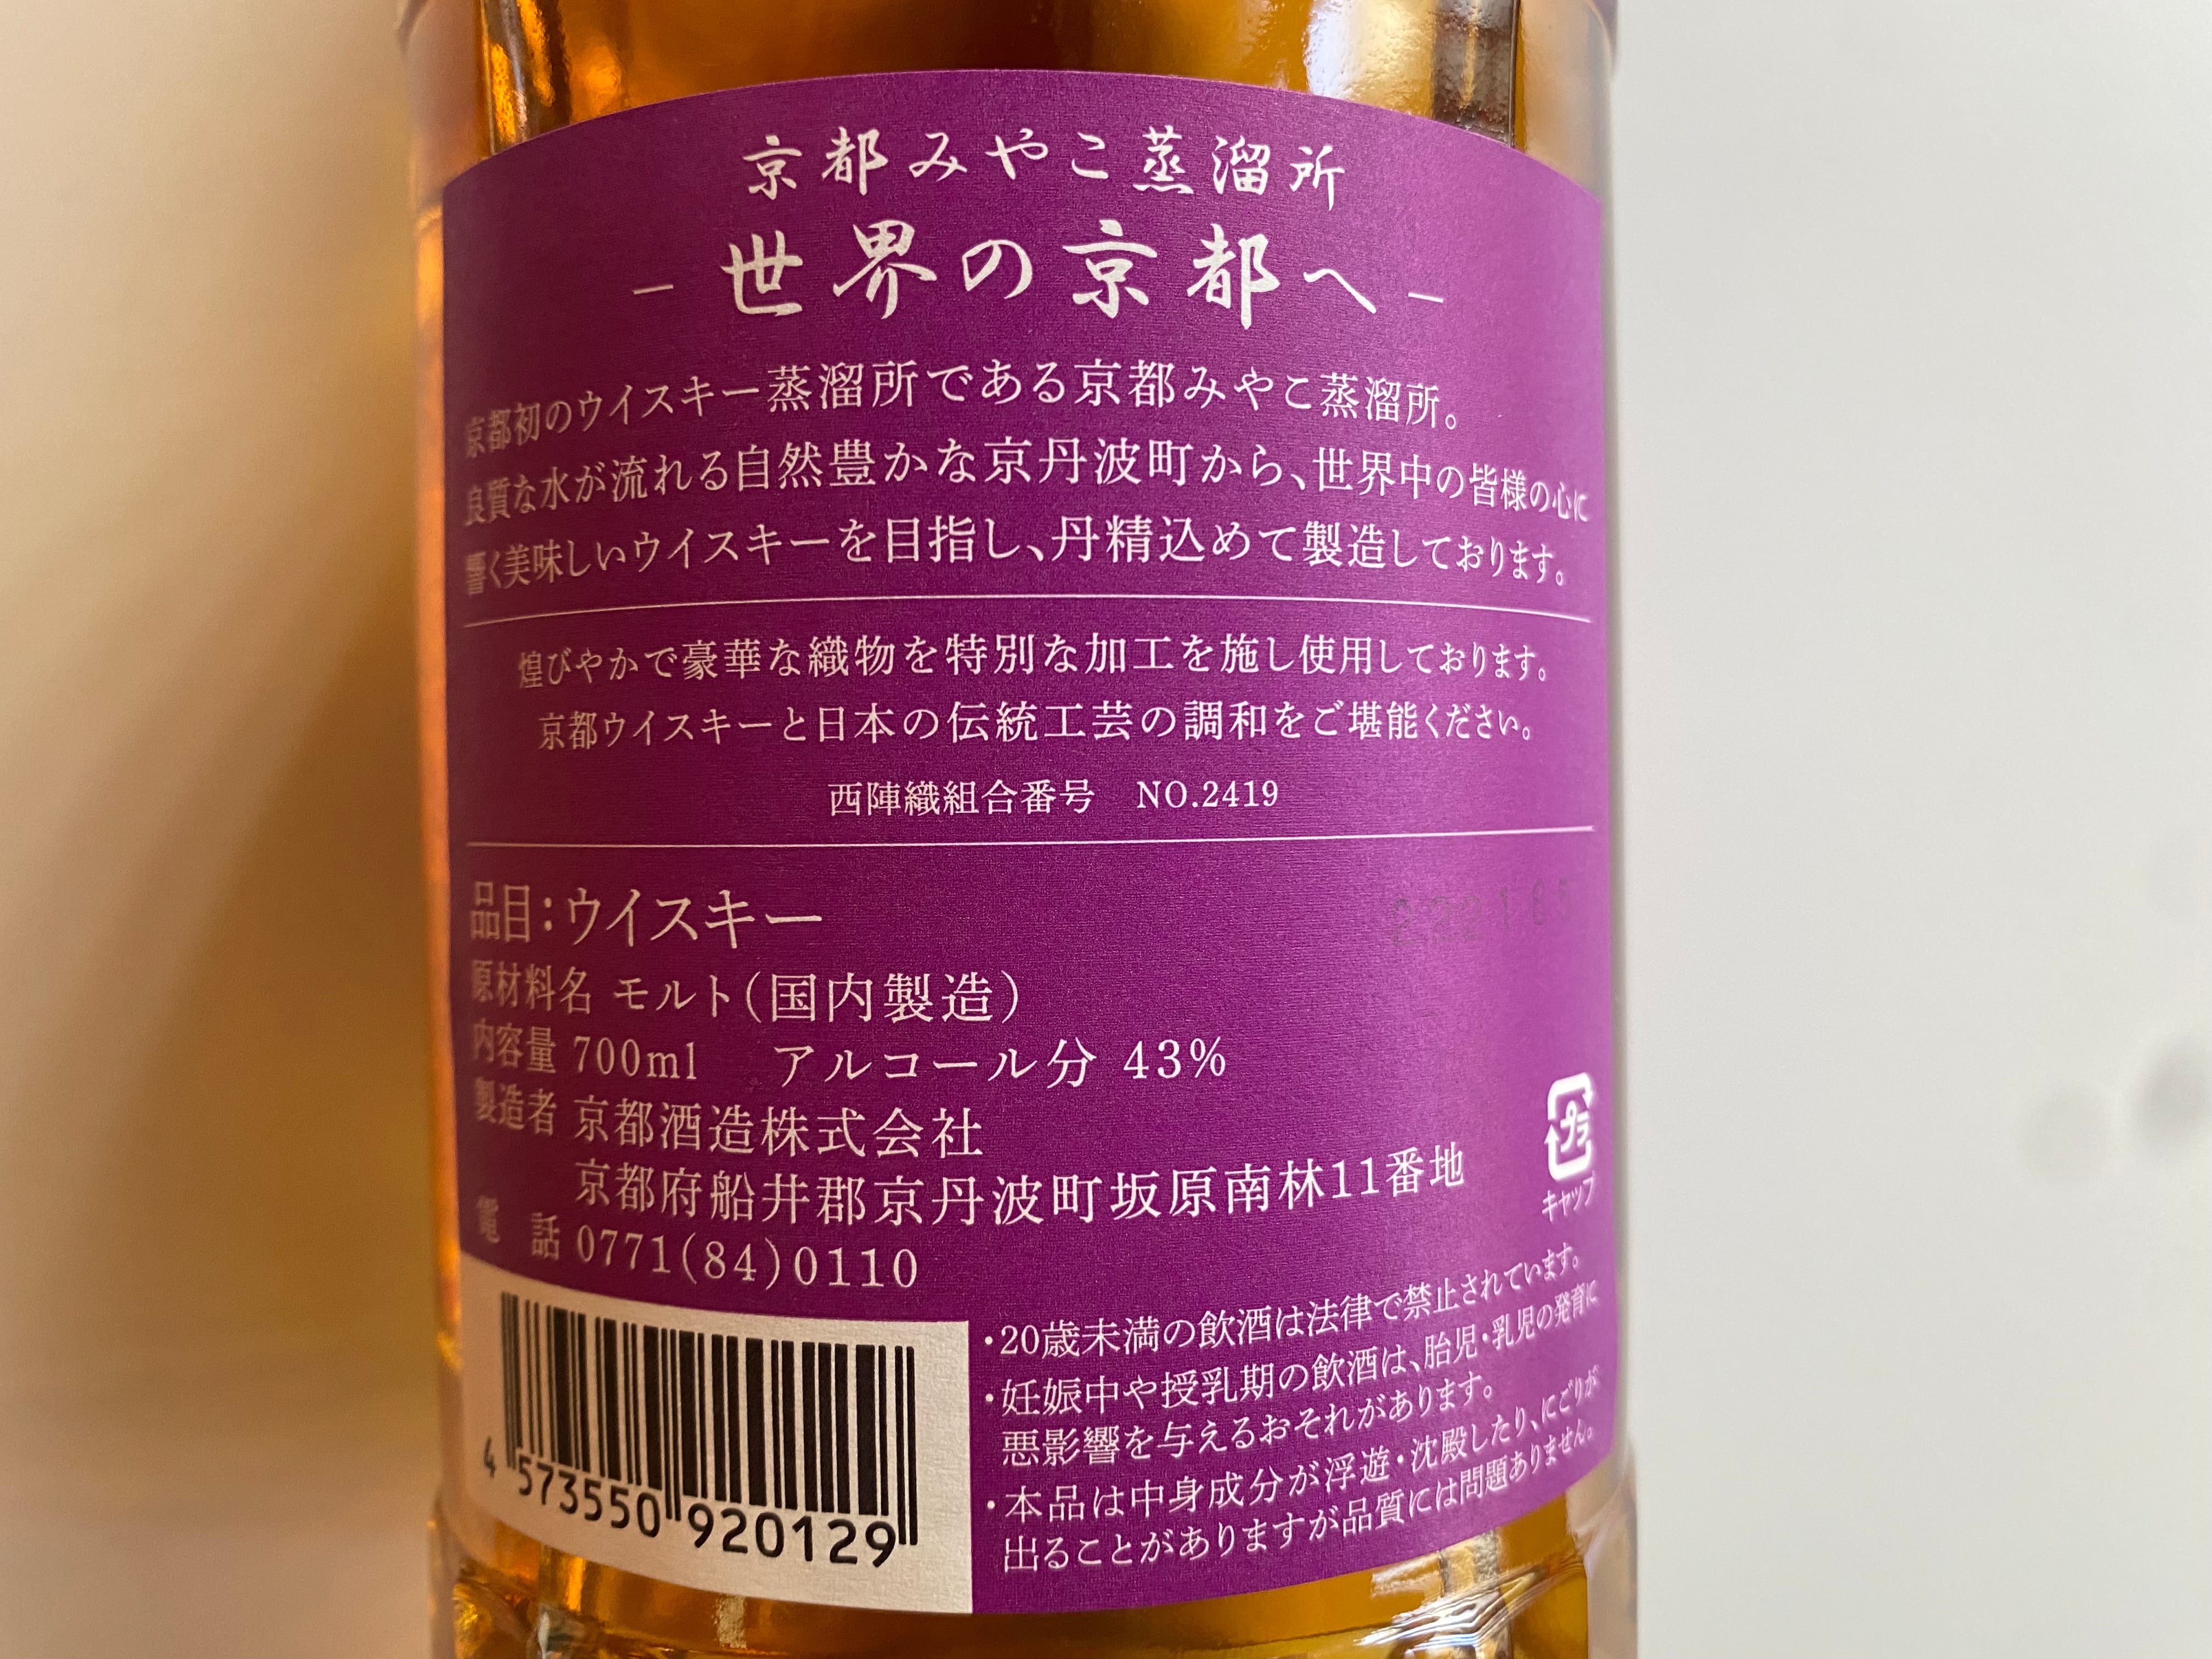 京都みやこ蒸溜所
－世界の京都へ－
京都初のウイスキー蒸溜所である京都みやこ蒸溜所。
良質な水が流れる自然豊かな京丹波町から、世界中の皆様の心に
響く美味しいウイスキーを目指し、丹精込めて製造しております。
煌びやかで豪華な織物を特別な加工を施し使用しております。
京都ウイスキーと日本の伝統工芸の調和をご堪能ください。
西陣織組合番号 NO.2419
品目：ウイスキー
原材料名 モルト（国内製造）
内容量 700ml アルコール分 43%
製造者 京都酒造株式会社
京都府船井郡京丹波町坂原南林11番地
電 話 0771(84)0110
プラ
キャップ
4 573550 920129
・20歳未満の飲酒は法律で禁止されています。
・妊娠中や授乳期の飲酒は、胎児・乳児の発育に
悪影響を与えるおそれがあります。
・本品は中身成分が浮遊・沈殿したり、にごりが
出ることがありますが品質には問題ありません。